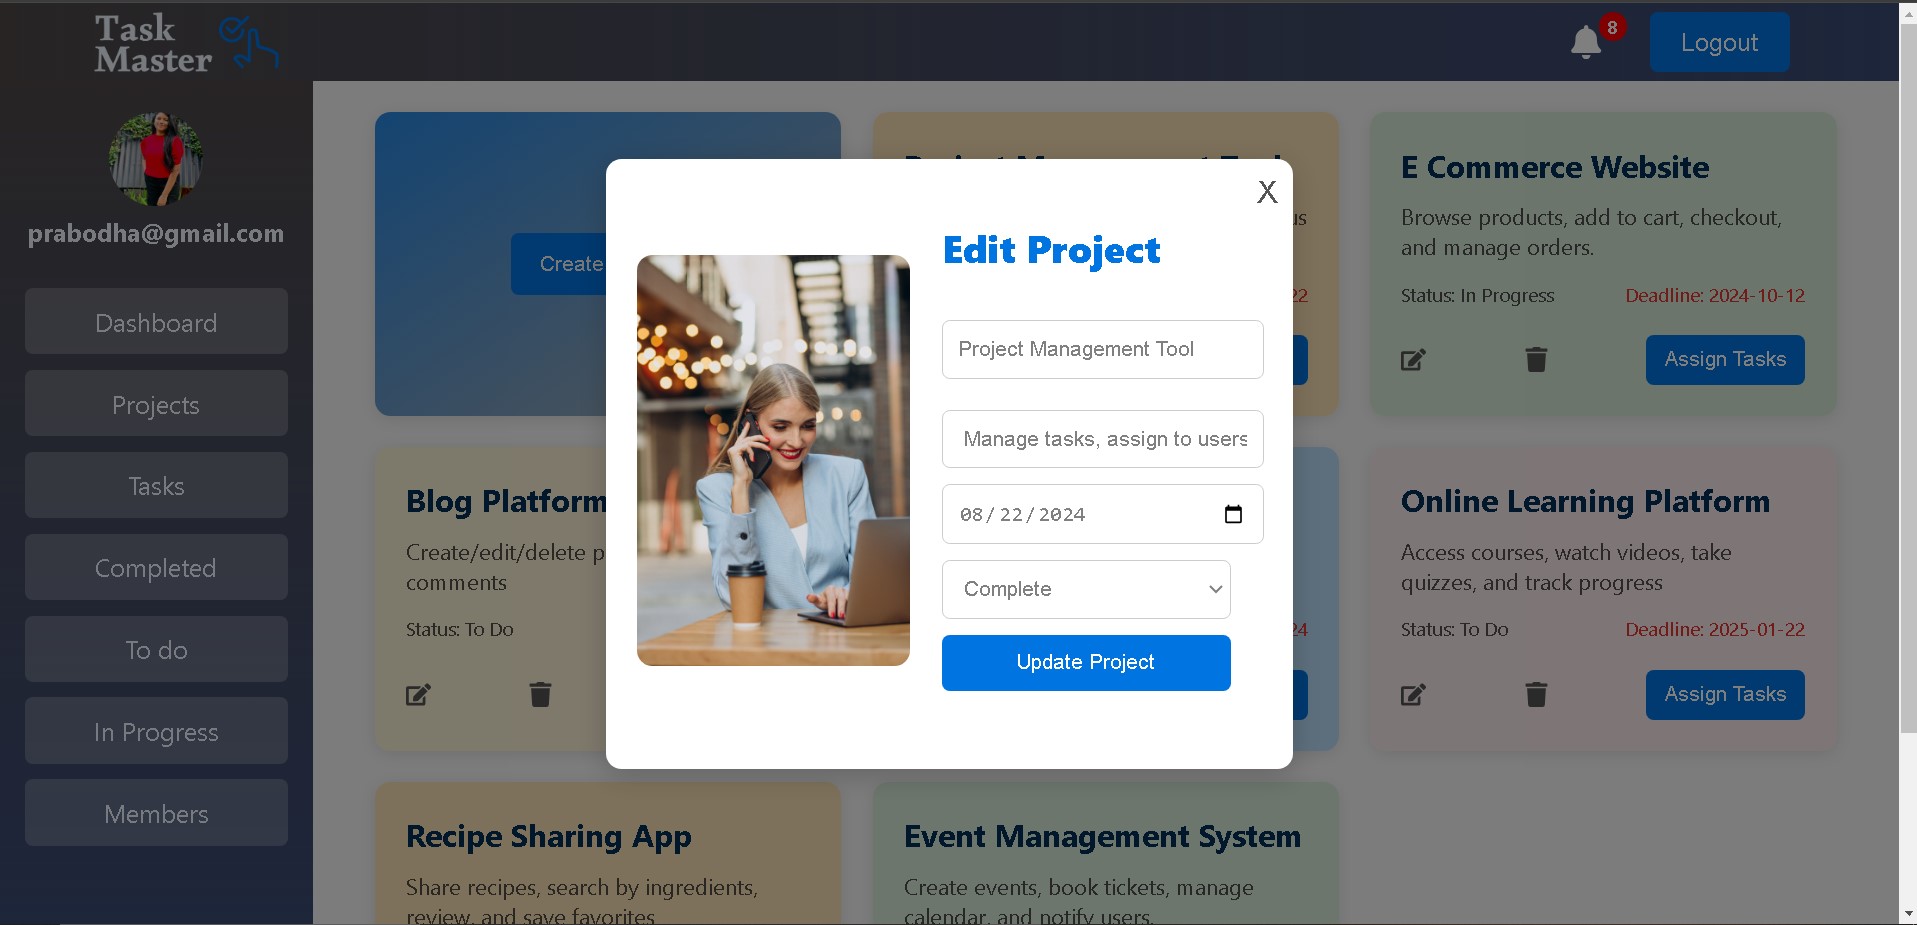 Task
Master
8
Logout
prabodha@gmail.com
Dashboard
Projects
Tasks
Completed
To do
In Progress
Members
Create
E Commerce Website
Browse products, add to cart, checkout,
and manage orders.
Status: In Progress
Deadline: 2024-10-12
Assign Tasks
X
Edit Project
Project Management Tool
Manage tasks, assign to users
08/22/2024
Complete
Update Project
Blog Platform
Create/edit/delete p
comments
Status: To Do
Online Learning Platform
Access courses, watch videos, take
quizzes, and track progress
Status: To Do
Deadline: 2025-01-22
Assign Tasks
Recipe Sharing App
Share recipes, search by ingredients,
review, and save favorites
Event Management System
Create events, book tickets, manage
calendar, and notify users.